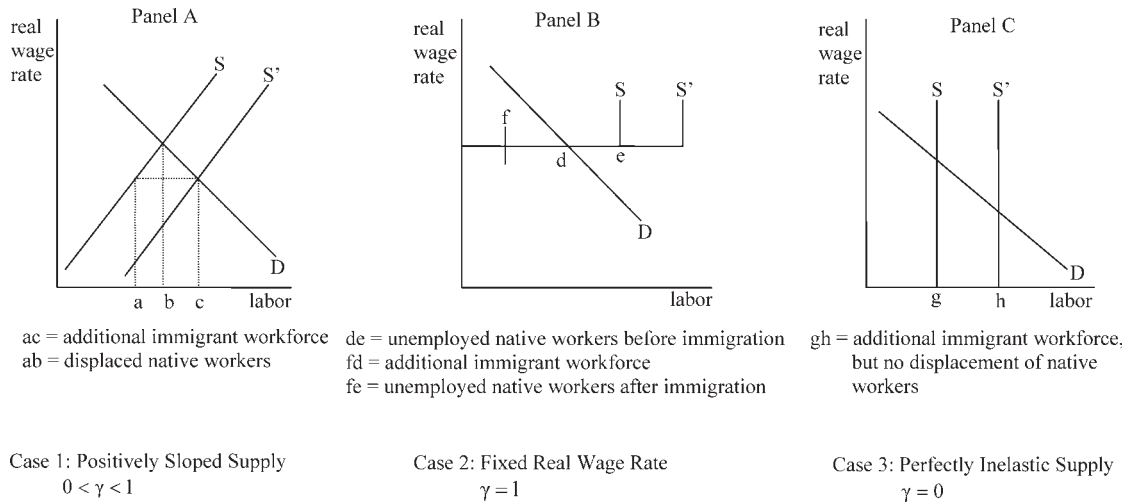 Panel A
real
wage
rate
S
S'
D
a
b
c
labor
ac = additional immigrant workforce
ab = displaced native workers
Case 1: Positively Sloped Supply
0 < γ < 1
Panel B
real
wage
rate
S
S'
f
d
e
D
labor
de = unemployed native workers before immigration
fd = additional immigrant workforce
fe = unemployed native workers after immigration
Case 2: Fixed Real Wage Rate
γ = 1
Panel C
real
wage
rate
S
S'
D
g
h
labor
gh = additional immigrant workforce,
but no displacement of native
workers
Case 3: Perfectly Inelastic Supply
γ = 0